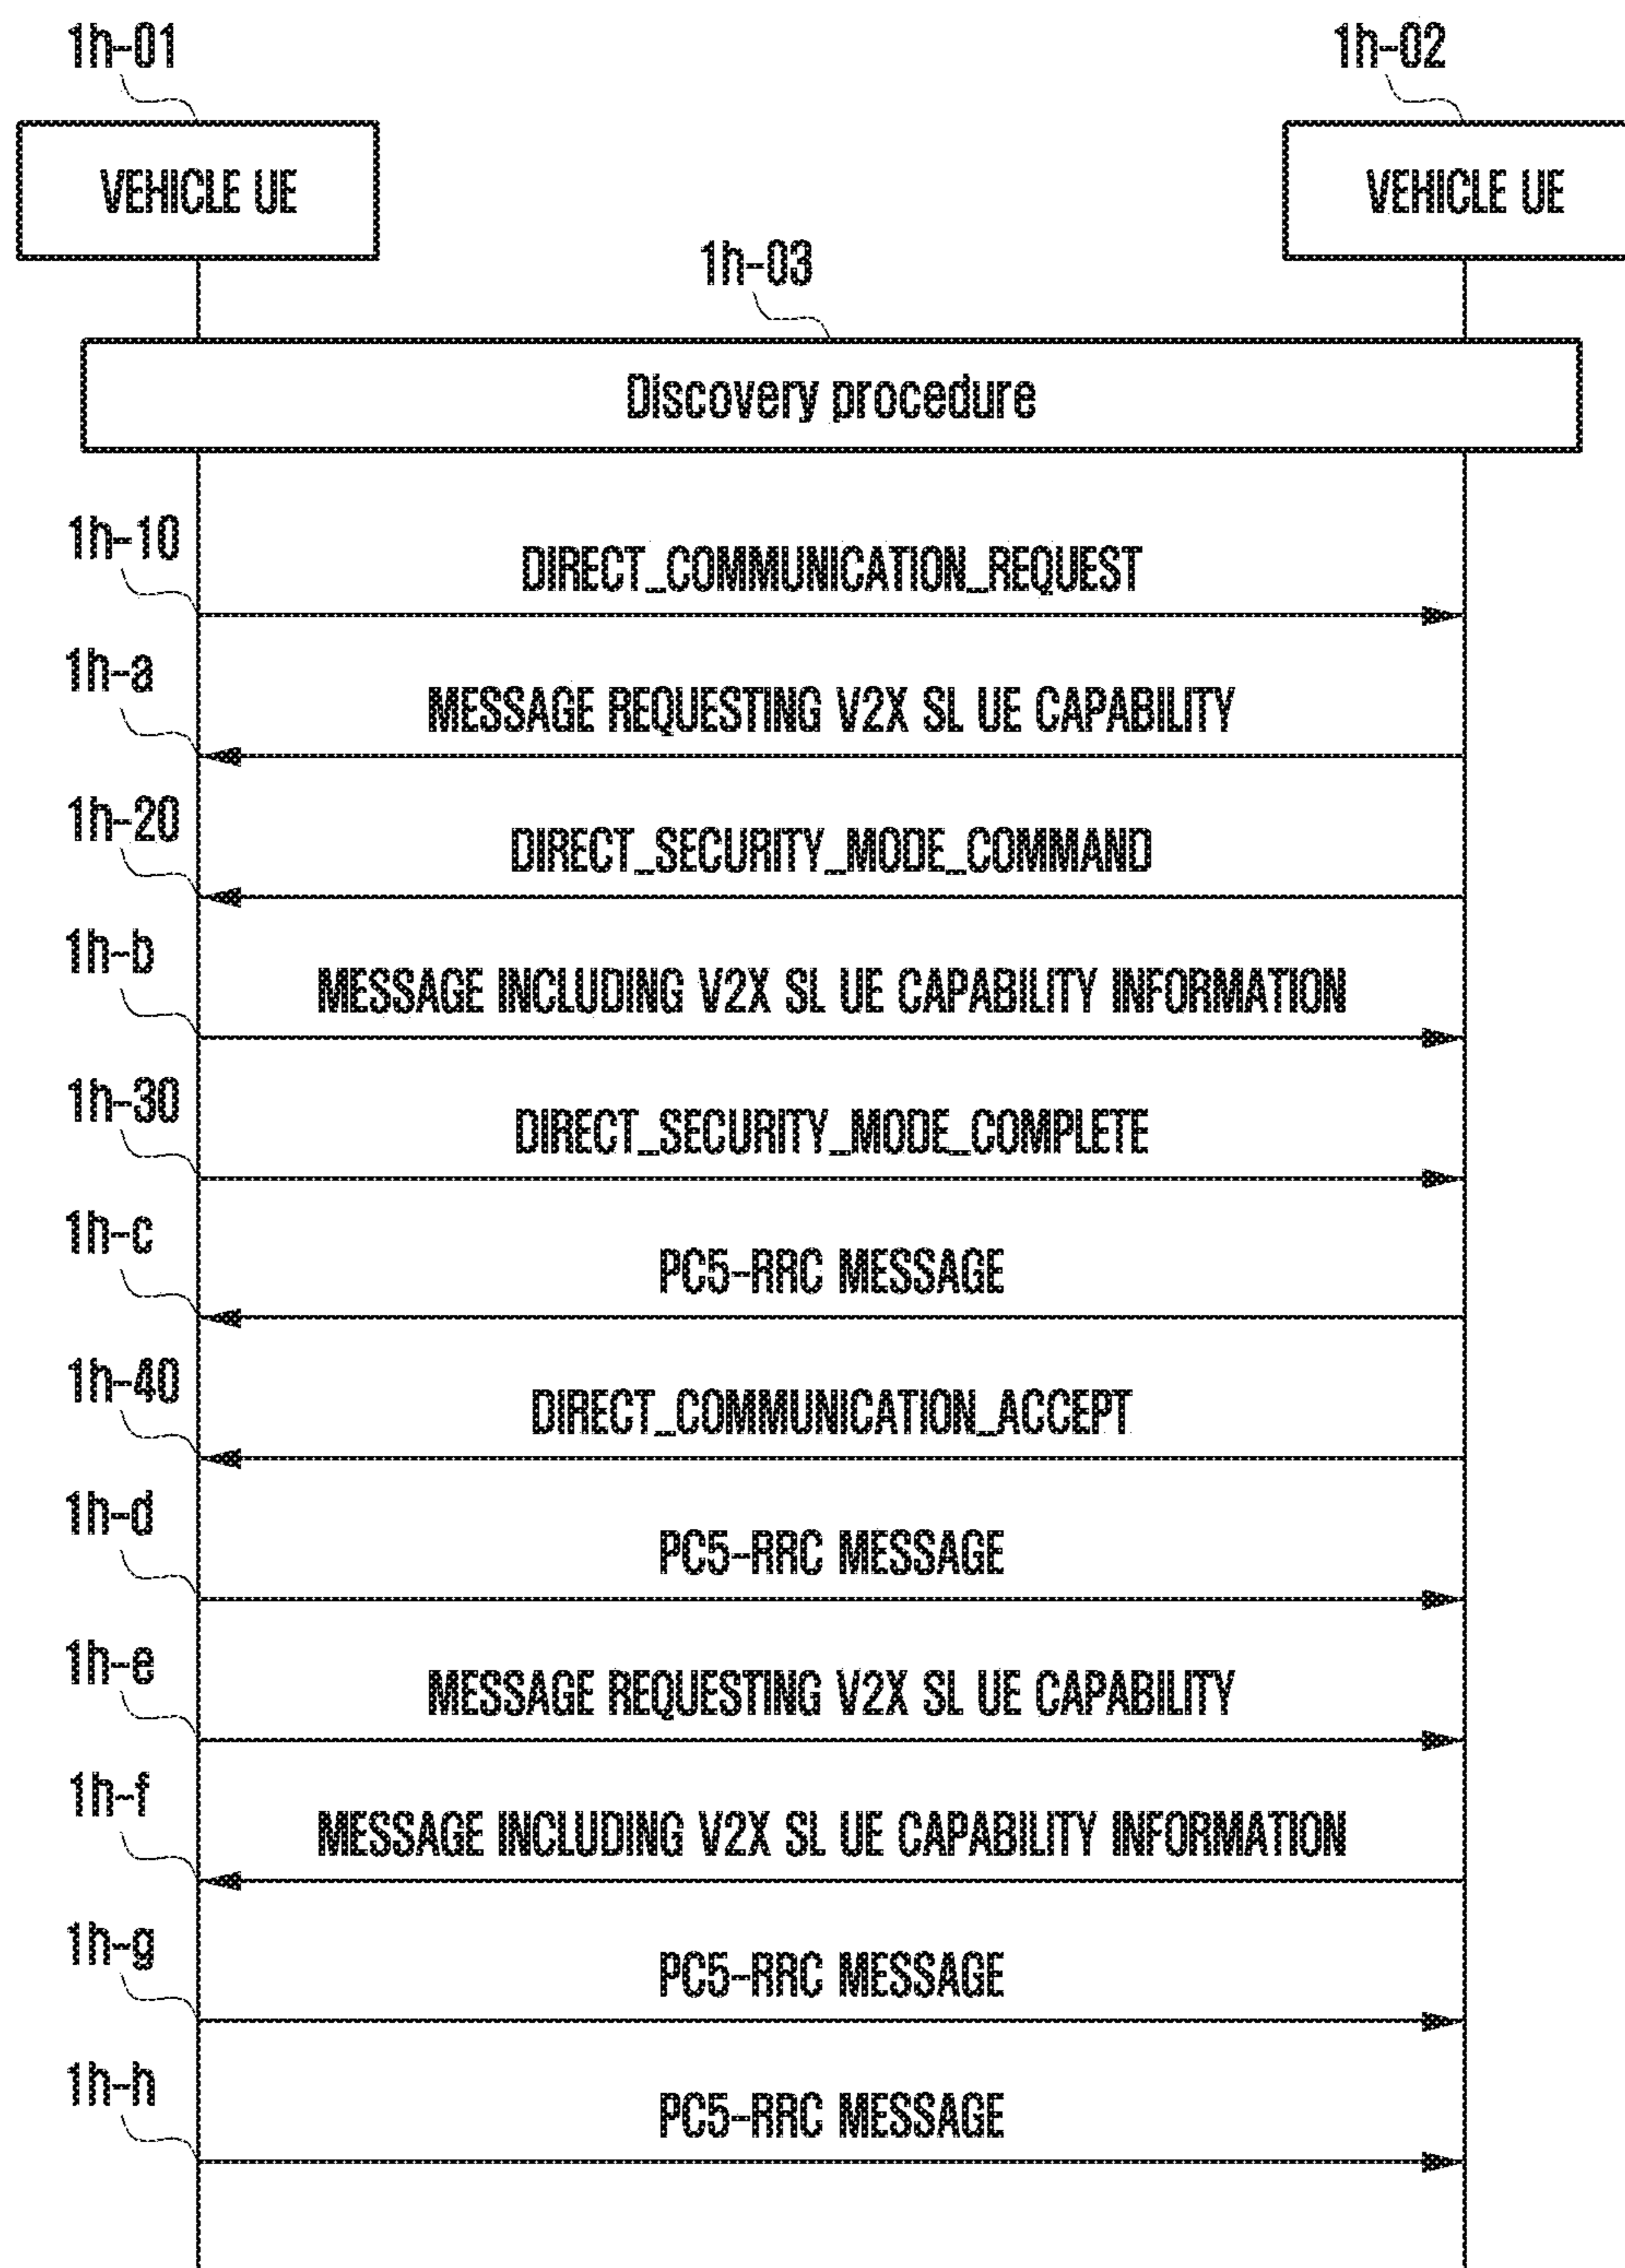 1h-01
1h-02
VEHICLE UE
VEHICLE UE
1h-03
Discovery procedure
1h-10
DIRECT_COMMUNICATION_REQUEST
1h-a
MESSAGE REQUESTING V2X SL UE CAPABILITY
1h-20
DIRECT_SECURITY_MODE_COMMAND
1h-b
MESSAGE INCLUDING V2X SL UE CAPABILITY INFORMATION
1h-30
DIRECT_SECURITY_MODE_COMPLETE
1h-c
PC5-RRC MESSAGE
1h-40
DIRECT_COMMUNICATION_ACCEPT
1h-d
PC5-RRC MESSAGE
1h-e
MESSAGE REQUESTING V2X SL UE CAPABILITY
1h-f
MESSAGE INCLUDING V2X SL UE CAPABILITY INFORMATION
1h-g
PC5-RRC MESSAGE
1h-h
PC5-RRC MESSAGE